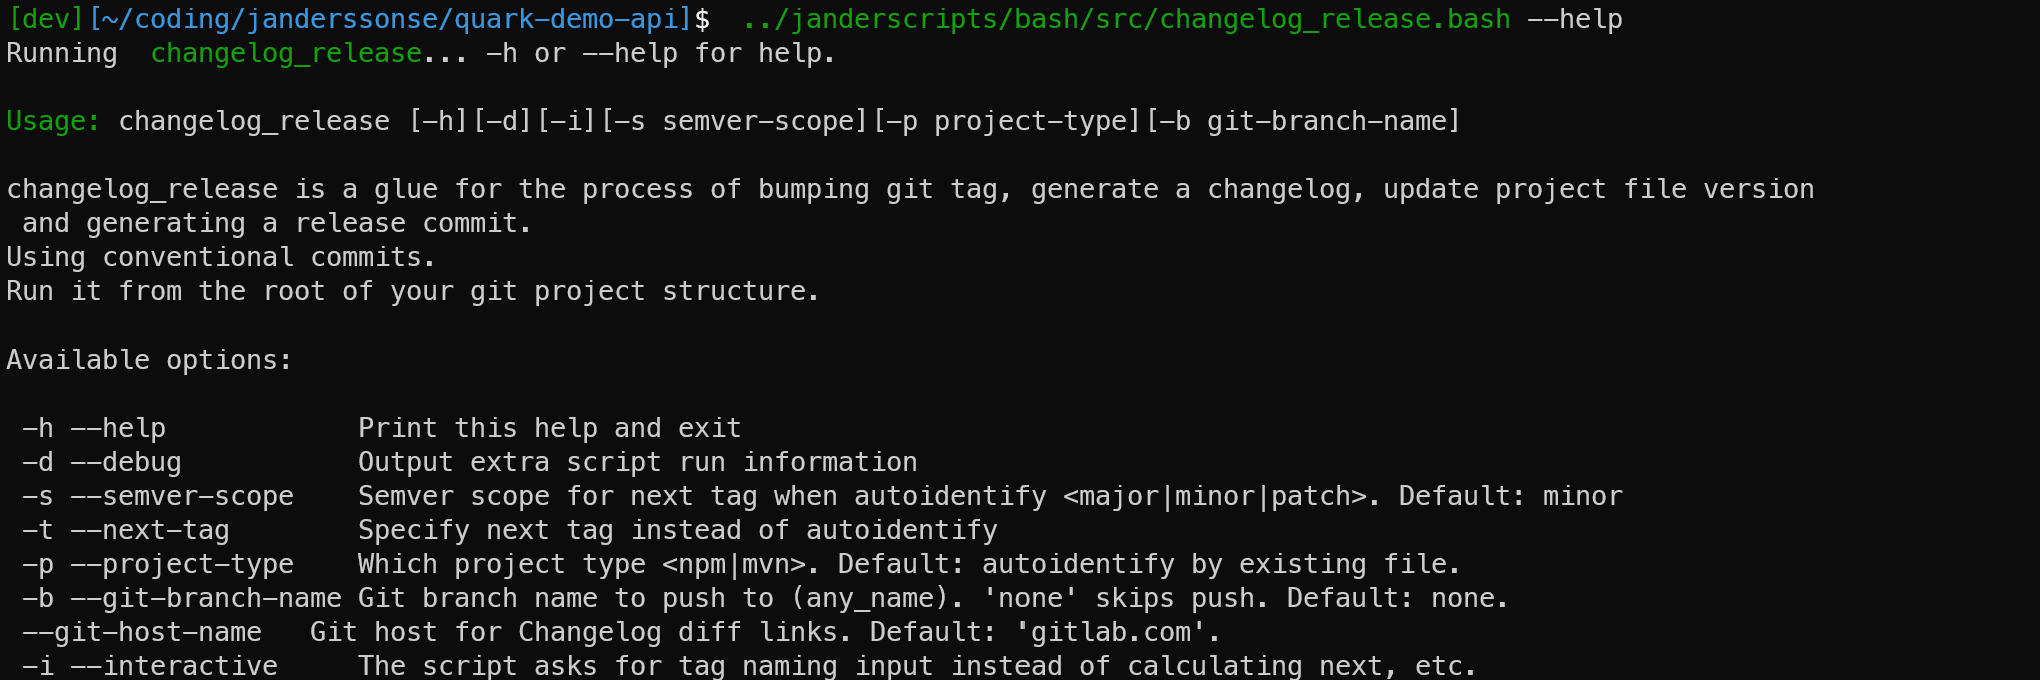 [dev][~/coding/janderssonse/quark-demo-api]$  ../janderscripts/bash/src/changelog_release.bash --help
Running  changelog_release... -h or --help for help.

Usage: changelog_release [-h][-d][-i][-s semver-scope][-p project-type][-b git-branch-name]

changelog_release is a glue for the process of bumping git tag, generate a changelog, update project file version
 and generating a release commit.
Using conventional commits.
Run it from the root of your git project structure.

Available options:

 -h --help            Print this help and exit
 -d --debug           Output extra script run information
 -s --semver-scope    Semver scope for next tag when autoidentify <major|minor|patch>. Default: minor
 -t --next-tag        Specify next tag instead of autoidentify
 -p --project-type    Which project type <npm|mvn>. Default: autoidentify by existing file.
 -b --git-branch-name Git branch name to push to (any_name). 'none' skips push. Default: none.
 --git-host-name   Git host for Changelog diff links. Default: 'gitlab.com'.
 -i --interactive     The script asks for tag naming input instead of calculating next, etc.